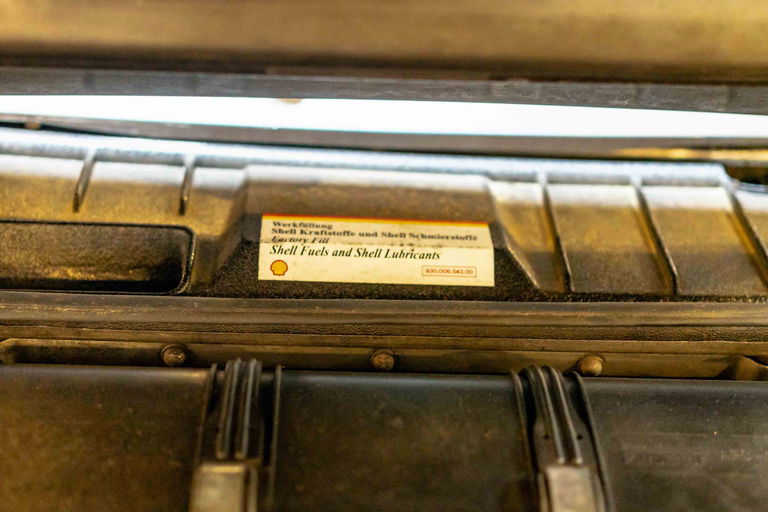 Werkfüllung
Shell Kraftstoffe und Shell Schmierstoffe
Factory Fill
Shell Fuels and Shell Lubricants
930.006.543.00